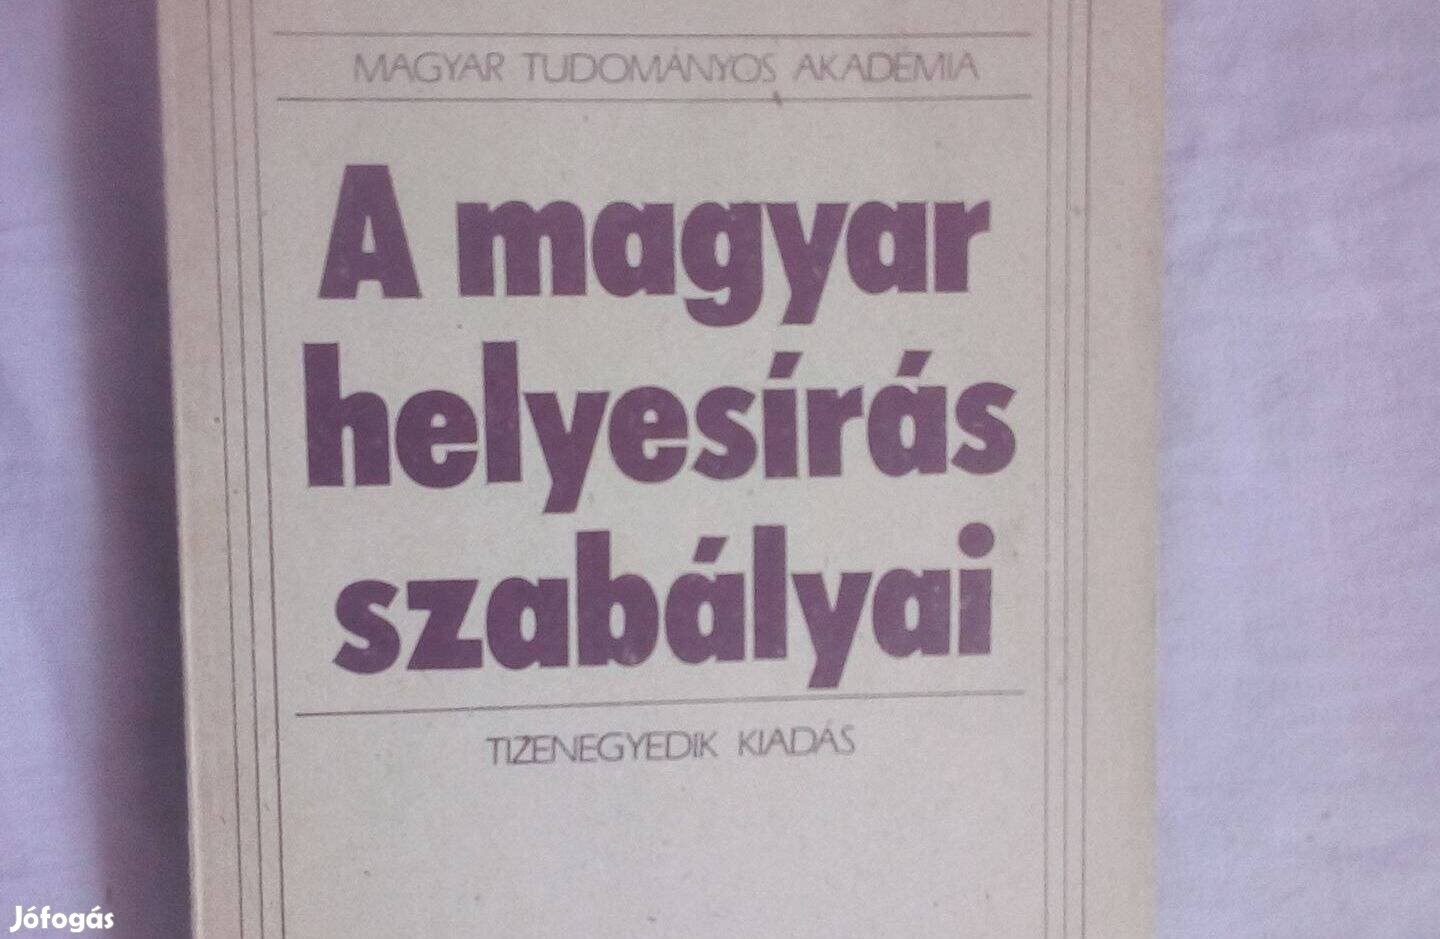 MAGYAR TUDOMÁNYOS AKADÉMIA
A magyar
helyesírás
szabályai
TIZENEGYEDIK KIADÁS
Jófogás